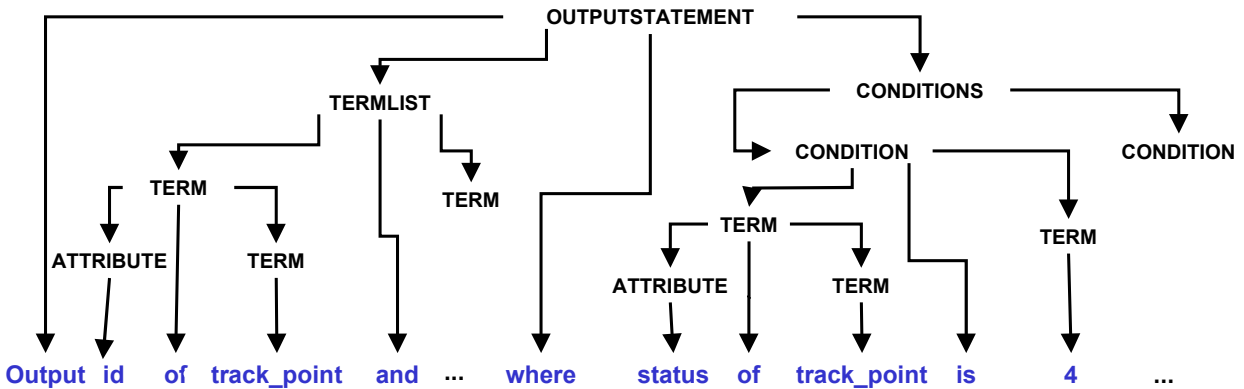 OUTPUTSTATEMENT
CONDITIONS
TERMLIST
CONDITION CONDITION
TERM TERM
TERM TERM
ATTRIBUTE TERM
ATTRIBUTE TERM
Output id of track_point and ... where status of track_point is 4 ...